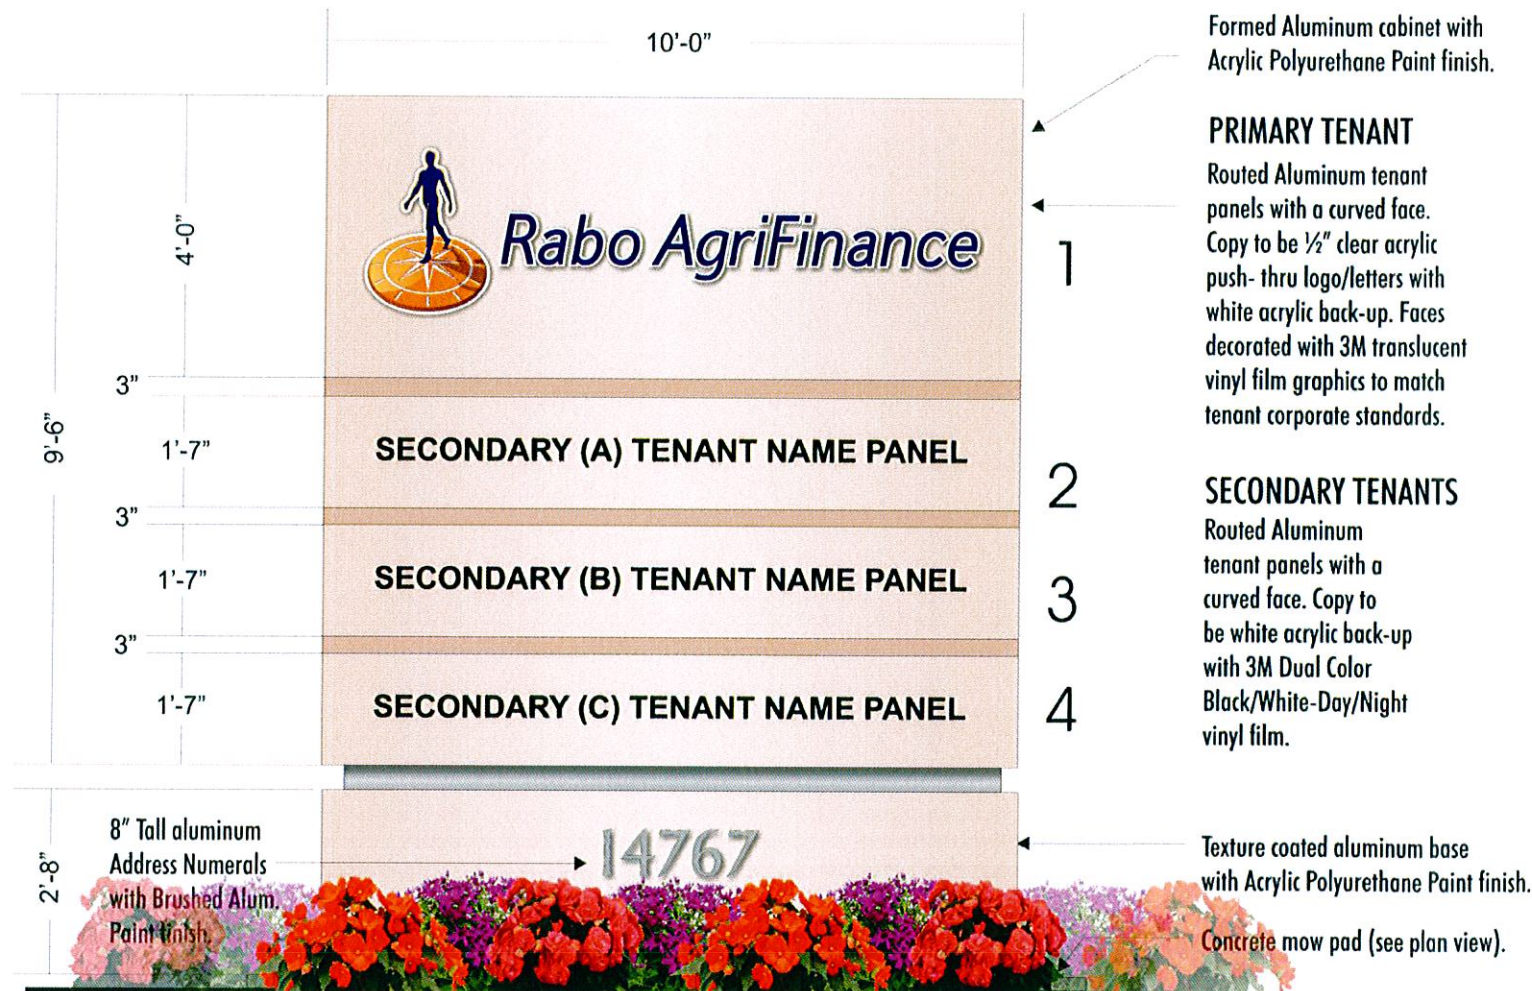 10'-0"
Formed Aluminum cabinet with
Acrylic Polyurethane Paint finish.
PRIMARY TENANT
Routed Aluminum tenant
panels with a curved face.
Copy to be ½" clear acrylic
push- thru logo/letters with
white acrylic back-up. Faces
decorated with 3M translucent
vinyl film graphics to match
tenant corporate standards.
4'-0"
Rabo AgriFinance
1
3"
9'-6"
1'-7"
SECONDARY (A) TENANT NAME PANEL
2
3"
1'-7"
SECONDARY (B) TENANT NAME PANEL
3
3"
1'-7"
SECONDARY (C) TENANT NAME PANEL
4
SECONDARY TENANTS
Routed Aluminum
tenant panels with a
curved face. Copy to
be white acrylic back-up
with 3M Dual Color
Black/White-Day/Night
vinyl film.
2'-8"
8" Tall aluminum
Address Numerals
with Brushed Alum.
Paint finish.
14767
Texture coated aluminum base
with Acrylic Polyurethane Paint finish.
Concrete mow pad (see plan view).